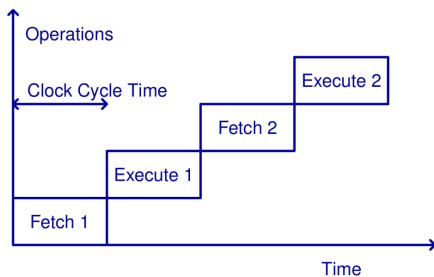 Operations
Clock Cycle Time
Execute 2
Fetch 2
Execute 1
Fetch 1
Time